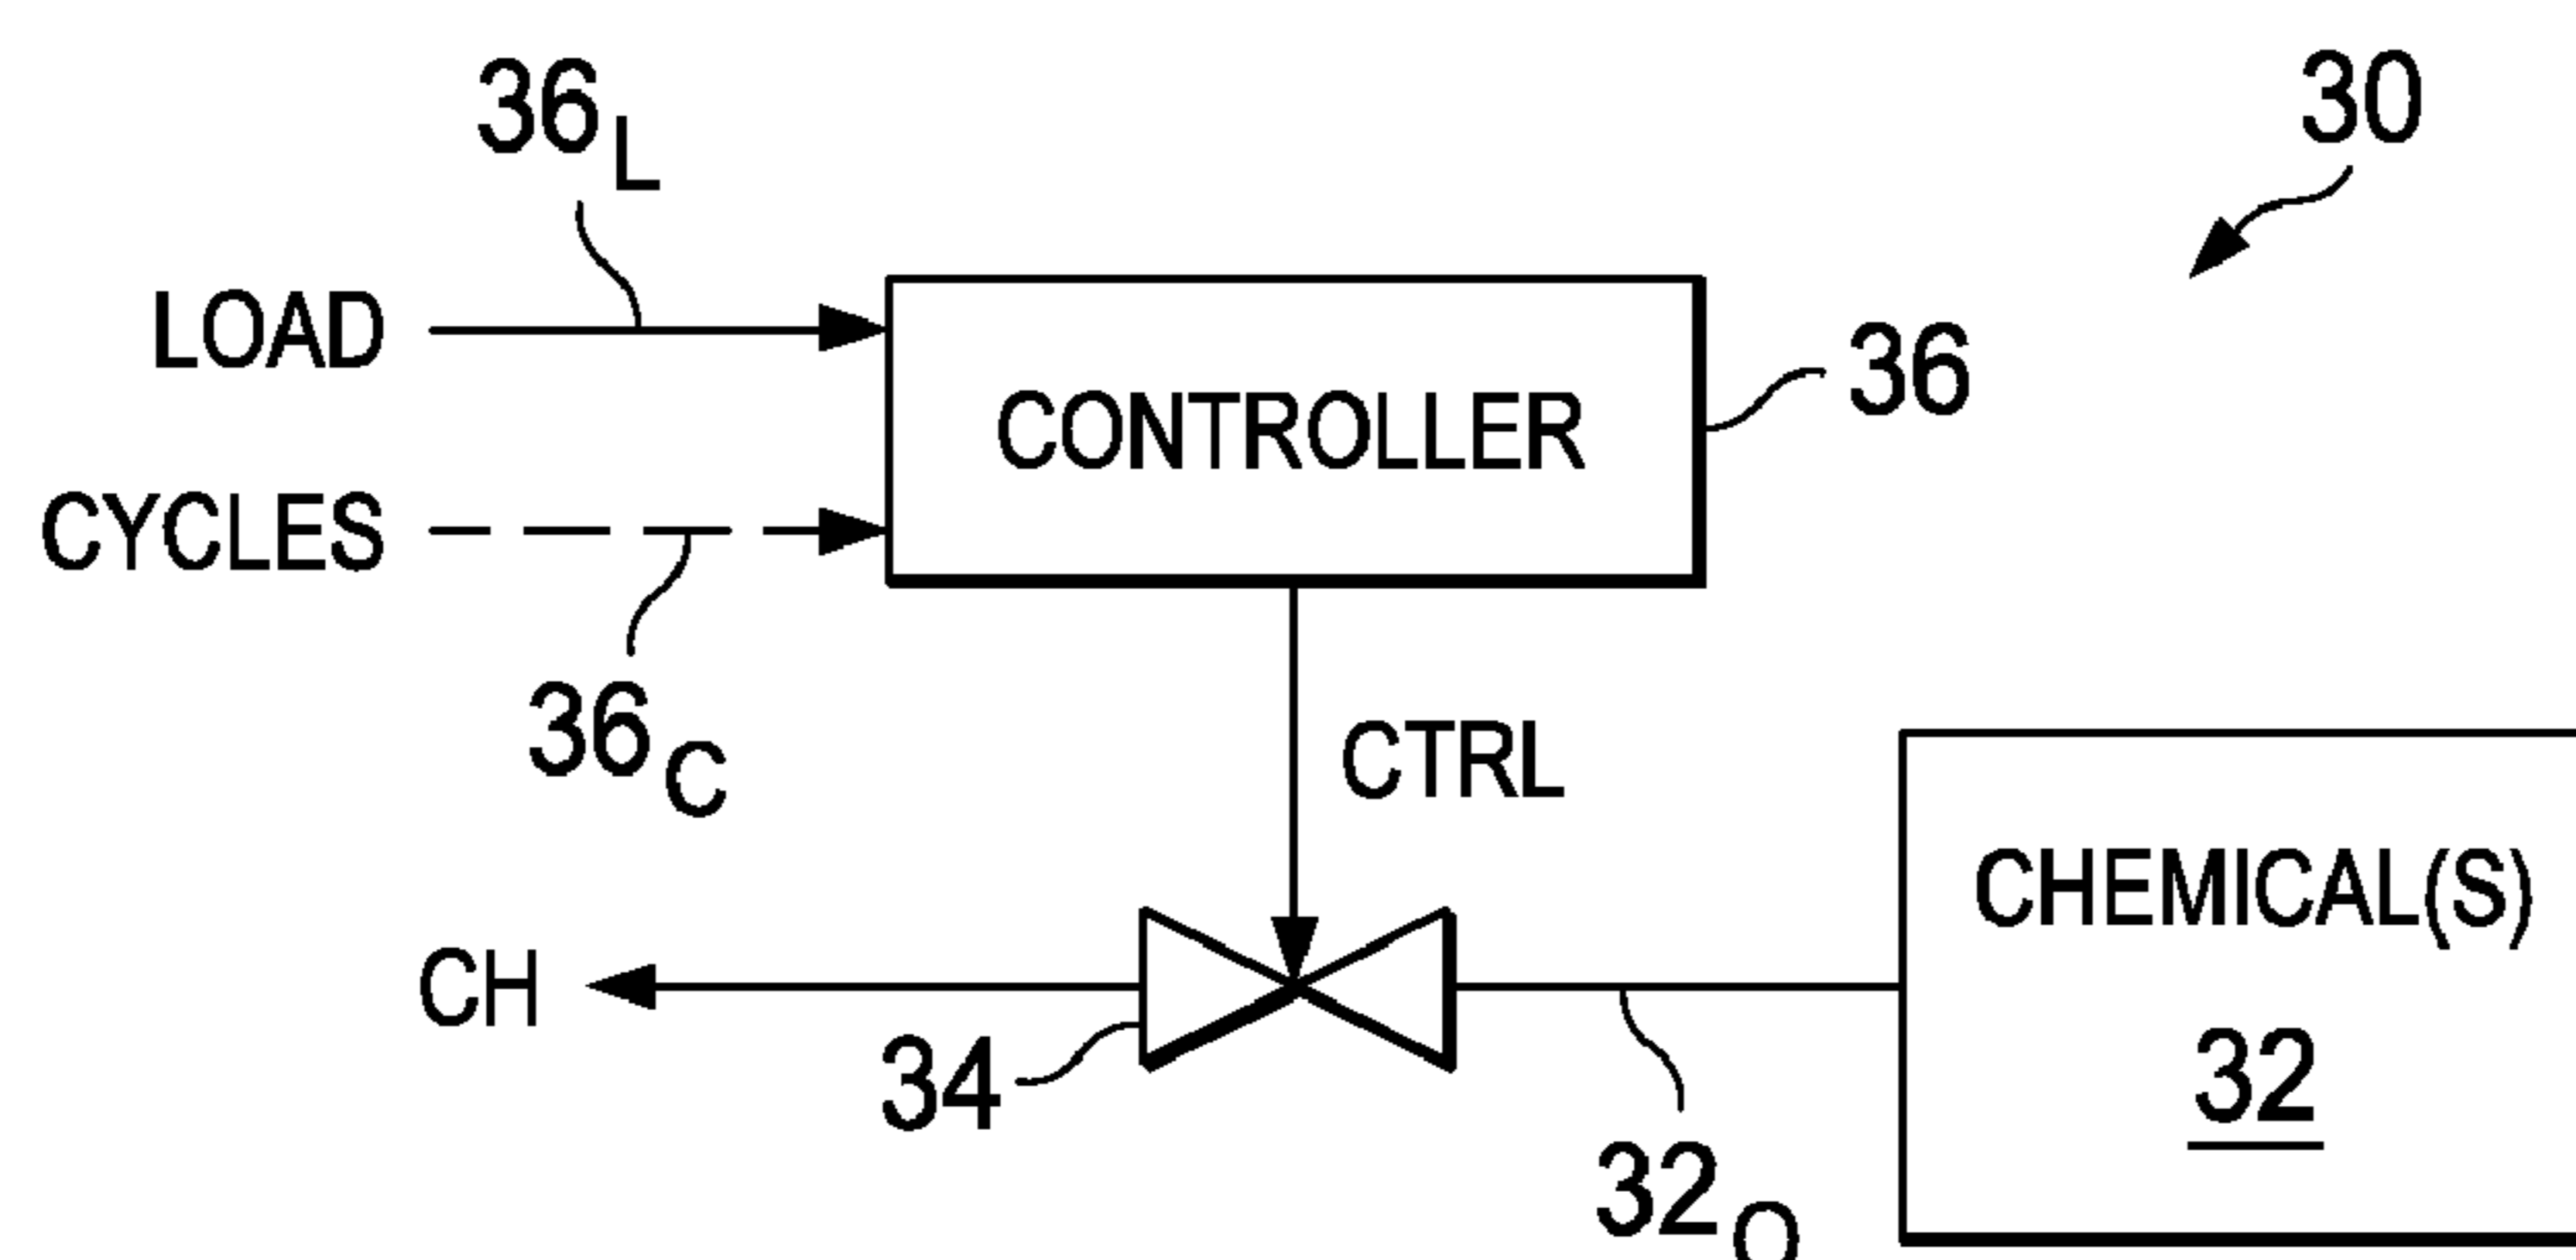 30
36L
LOAD
CONTROLLER
36
CYCLES
36C
CTRL
CHEMICAL(S)
32
CH
34
32O